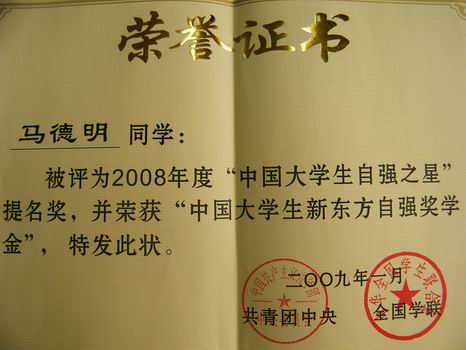 荣誉证书
马德明 同学：
被评为2008年度“中国大学生自强之星”
提名奖，并荣获“中国大学生新东方自强奖学
金”，特发此状。
二〇〇九年一月
共青团中央 全国学联